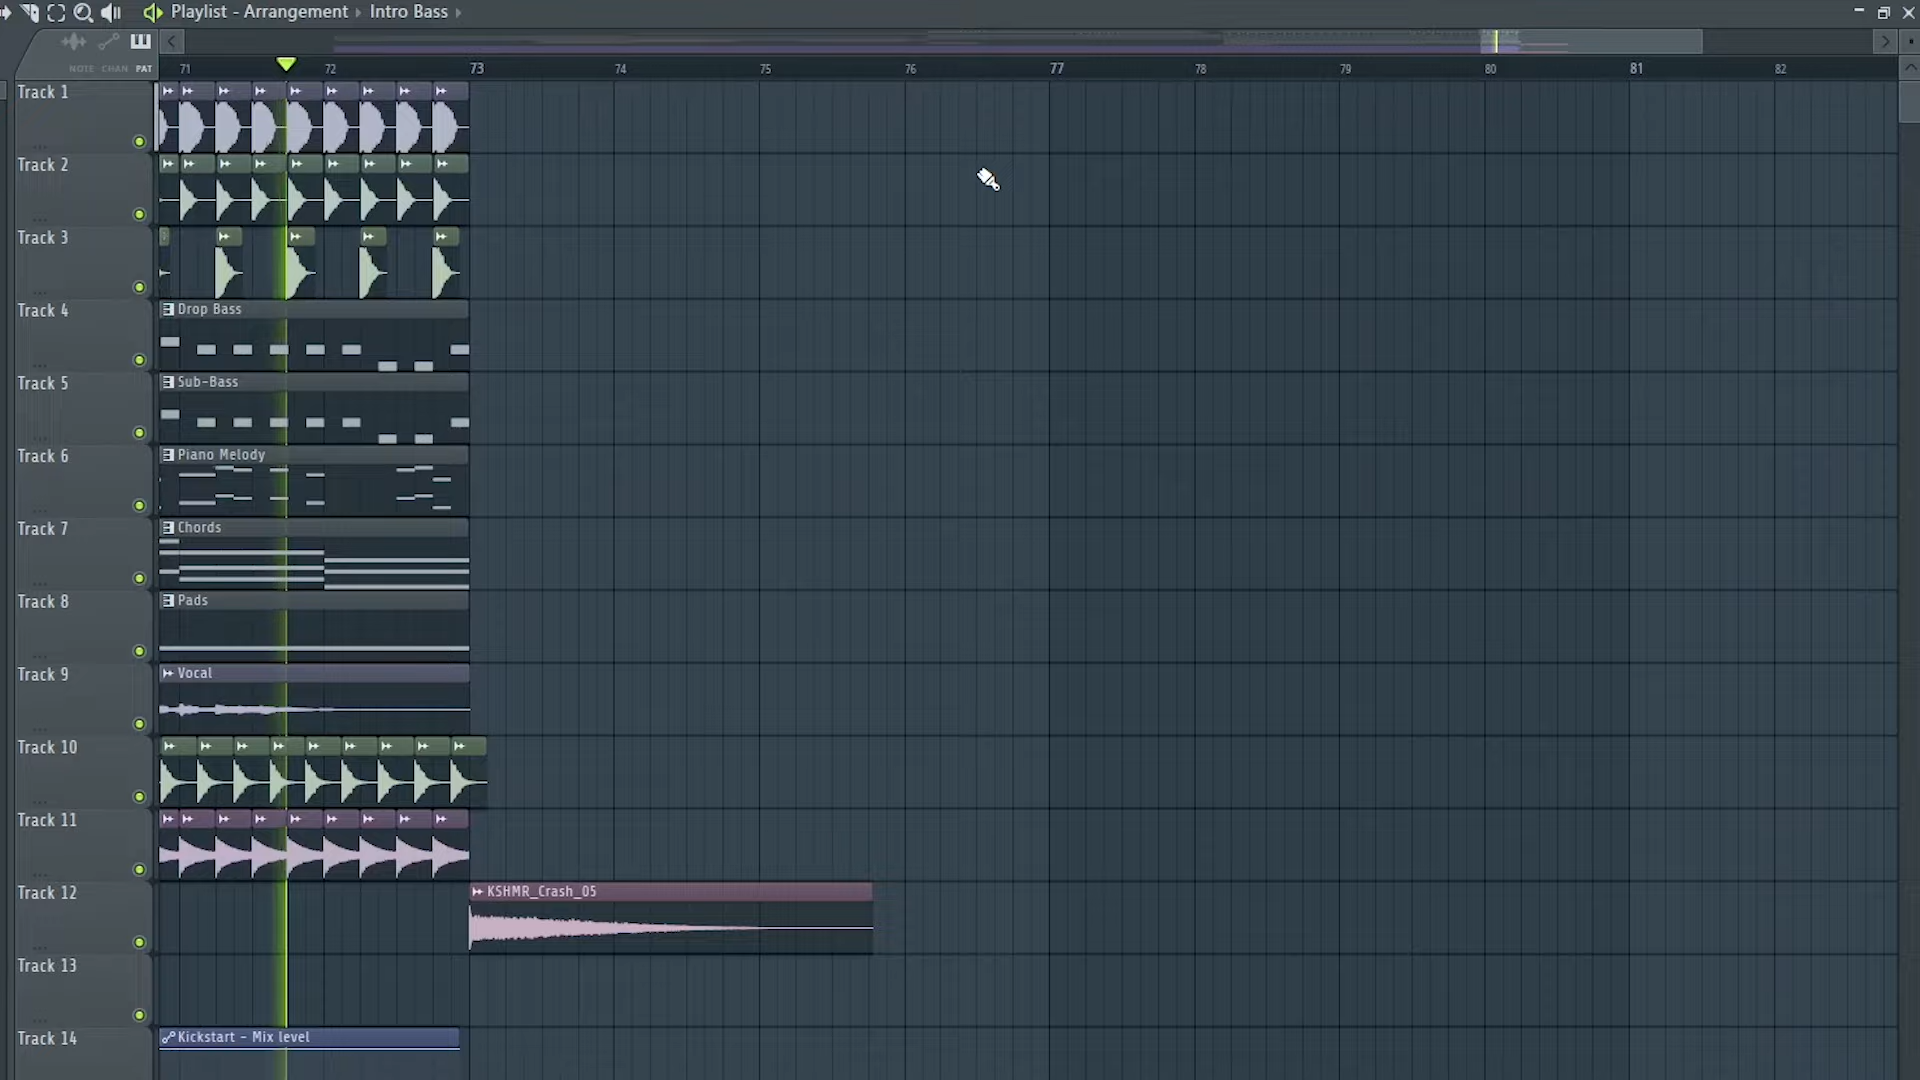 Playlist - Arrangement ▸ Intro Bass ▸
NOTE CHAN PAT
71 72 73 74 75 76 77 78 79 80 81 82
Track 1
Track 2
Track 3
Track 4
Drop Bass
Track 5
Sub-Bass
Track 6
Piano Melody
Track 7
Chords
Track 8
Pads
Track 9
Vocal
Track 10
Track 11
Track 12
KSHMR_Crash_05
Track 13
Track 14
Kickstart - Mix level